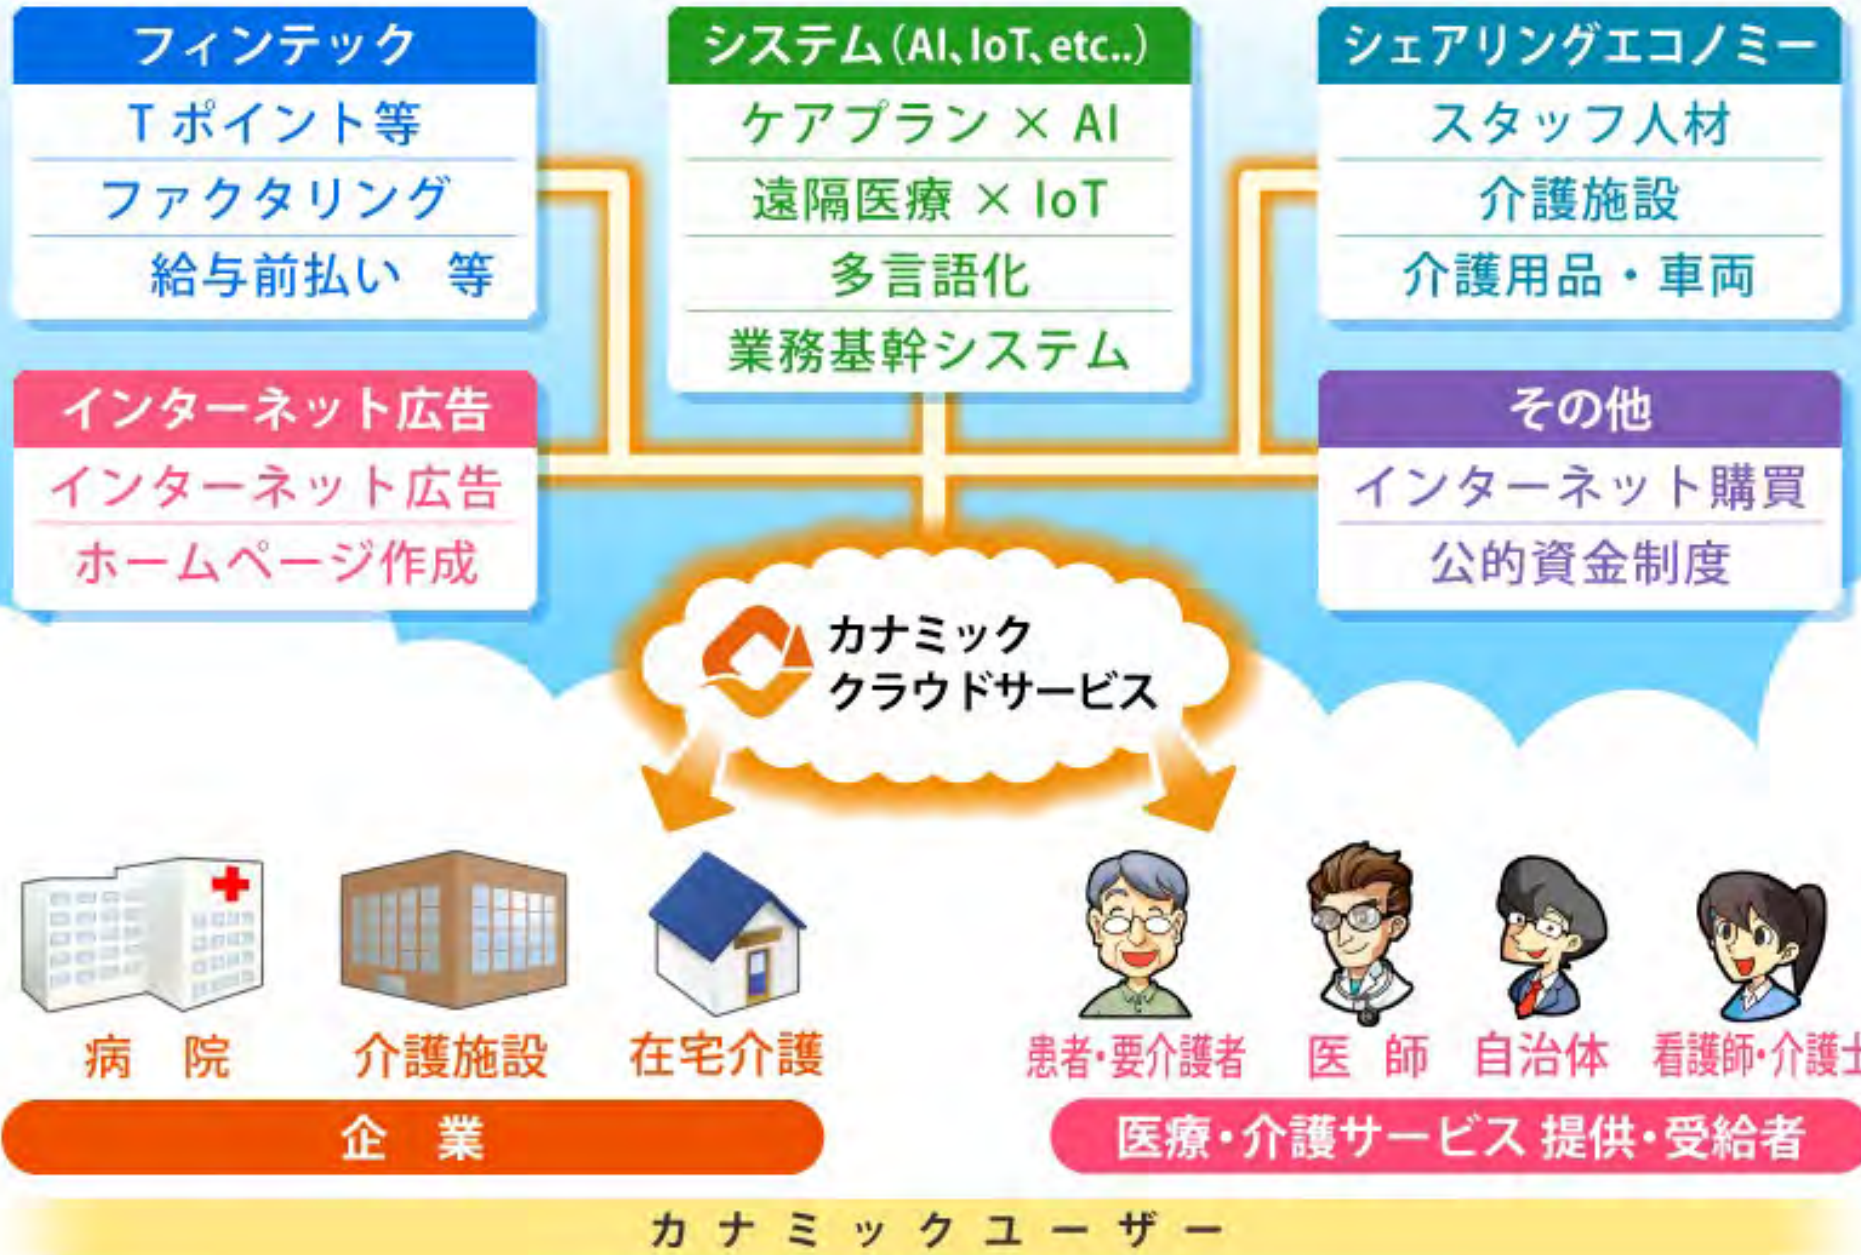 フィンテック
Tポイント等
ファクタリング
給与前払い　等
システム(AI、IoT、etc..)
ケアプラン × AI
遠隔医療 × IoT
多言語化
業務基幹システム
シェアリングエコノミー
スタッフ人材
介護施設
介護用品・車両
インターネット広告
インターネット広告
ホームページ作成
その他
インターネット購買
公的資金制度
カナミック
クラウドサービス
病　院
介護施設
在宅介護
企　業
患者・要介護者
医　師
自治体
看護師・介護士
医療・介護サービス 提供・受給者
カナミックユーザー